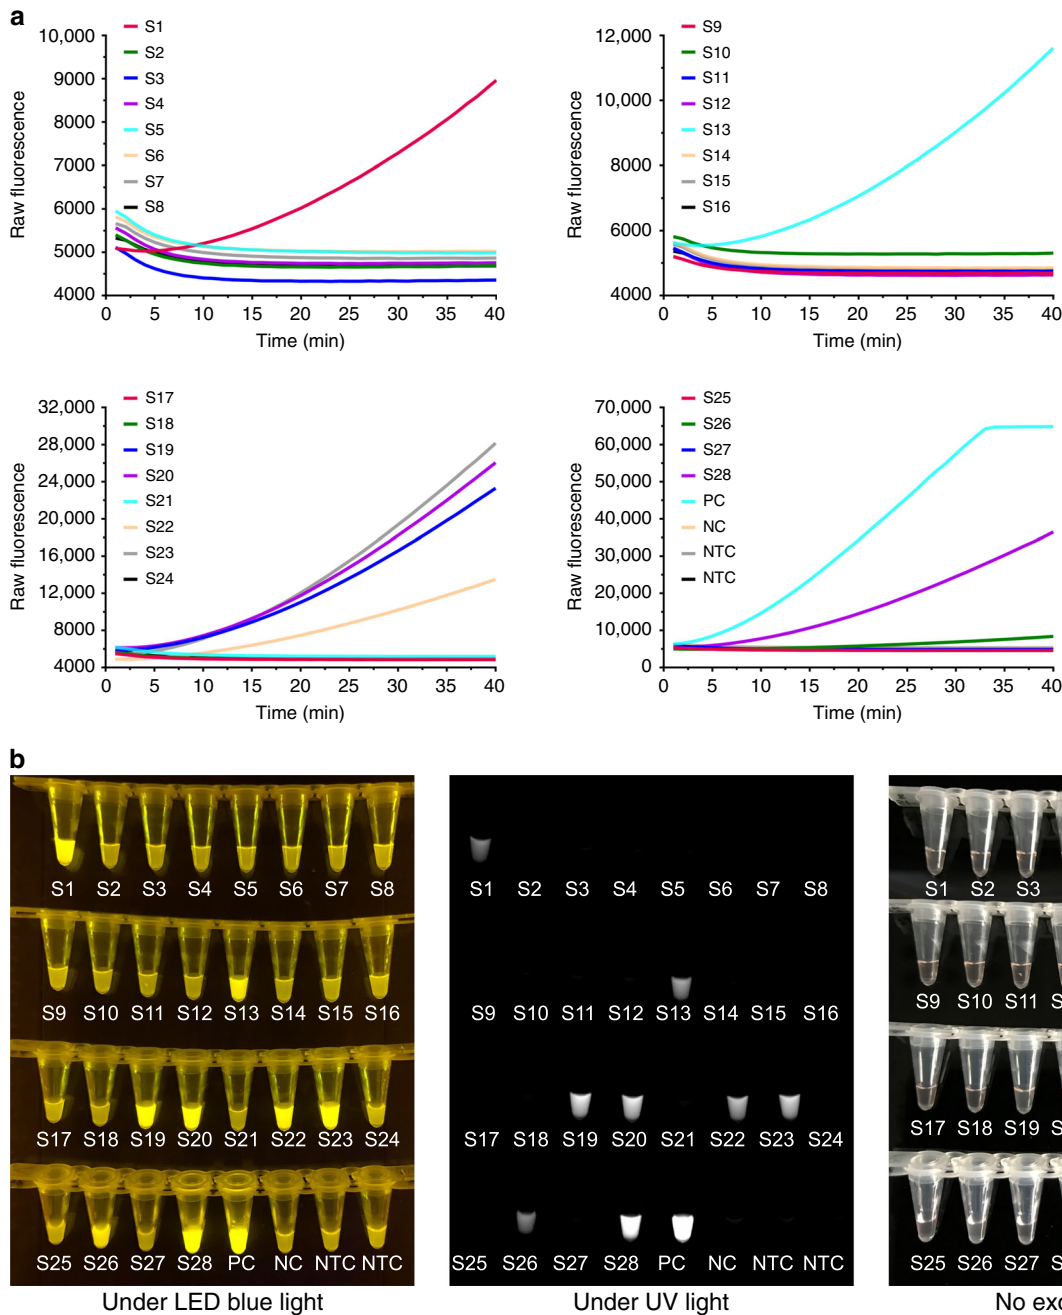 a
10,000
9000
8000
7000
6000
5000
4000
Raw fluorescence
S1
S2
S3
S4
S5
S6
S7
S8
0 5 10 15 20 25 30 35 40
Time (min)
12,000
10,000
8000
6000
4000
Raw fluorescence
S9
S10
S11
S12
S13
S14
S15
S16
0 5 10 15 20 25 30 35 40
Time (min)
32,000
28,000
24,000
20,000
16,000
12,000
8000
4000
Raw fluorescence
S17
S18
S19
S20
S21
S22
S23
S24
0 5 10 15 20 25 30 35 40
Time (min)
70,000
60,000
50,000
40,000
30,000
20,000
10,000
0
Raw fluorescence
S25
S26
S27
S28
PC
NC
NTC
NTC
0 5 10 15 20 25 30 35 40
Time (min)
b
S1 S2 S3 S4 S5 S6 S7 S8
S9 S10 S11 S12 S13 S14 S15 S16
S17 S18 S19 S20 S21 S22 S23 S24
S25 S26 S27 S28 PC NC NTC NTC
Under LED blue light
S1 S2 S3 S4 S5 S6 S7 S8
S9 S10 S11 S12 S13 S14 S15 S16
S17 S18 S19 S20 S21 S22 S23 S24
S25 S26 S27 S28 PC NC NTC NTC
Under UV light
S1 S2 S3
S9 S10 S11 S
S17 S18 S19 S
S25 S26 S27 S
No exc